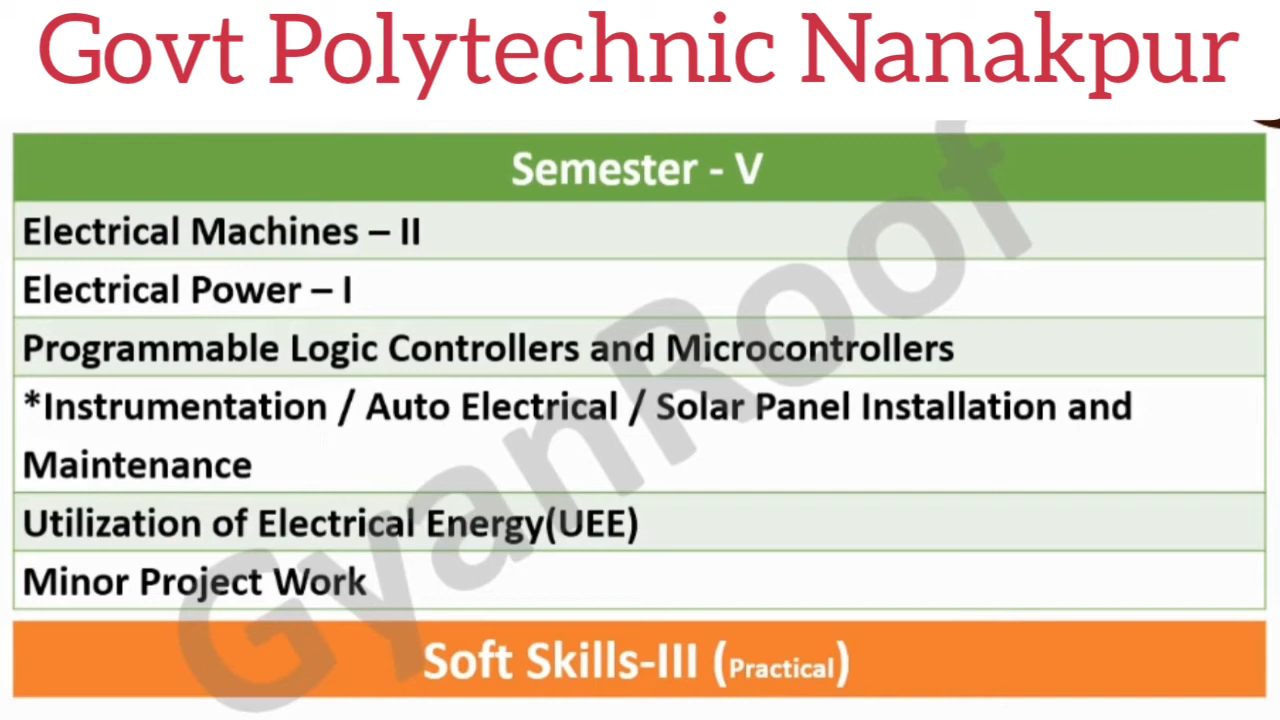 Govt Polytechnic Nanakpur
Semester - V
Electrical Machines – II
Electrical Power – I
Programmable Logic Controllers and Microcontrollers
*Instrumentation / Auto Electrical / Solar Panel Installation and
Maintenance
Utilization of Electrical Energy(UEE)
Minor Project Work
Soft Skills-III (Practical)
GyanRoof